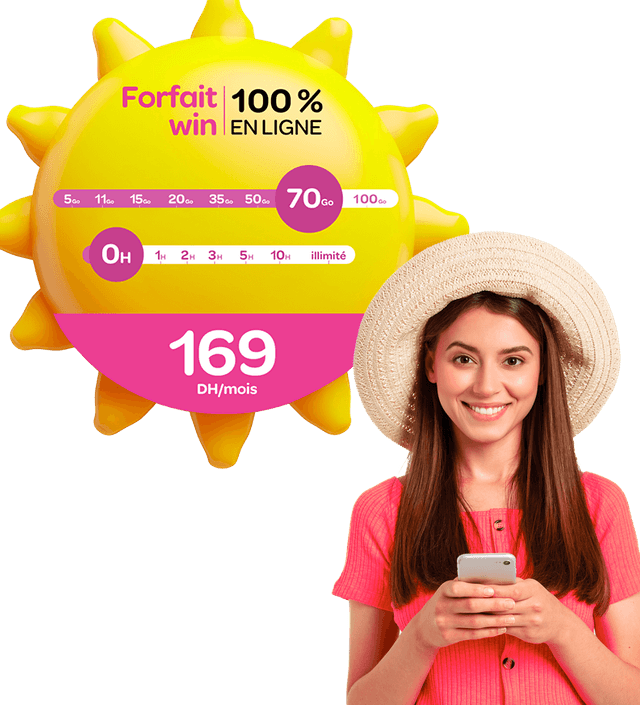 Forfait win
100 %
EN LIGNE
5Go 11Go 15Go 20Go 35Go 50Go 70Go 100Go
0H 1H 2H 3H 5H 10H illimité
169
DH/mois